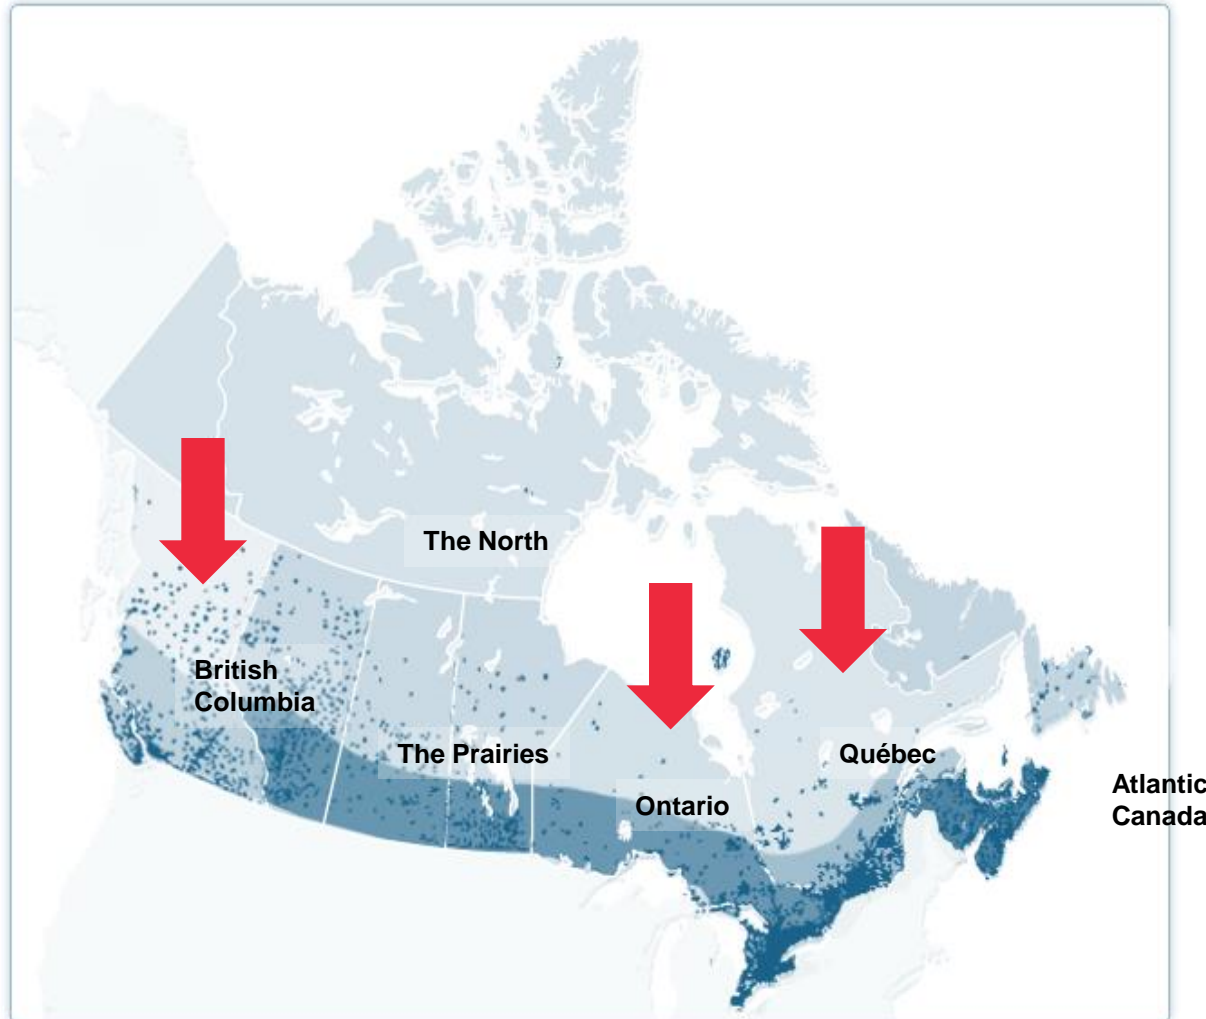 The North
British
Columbia
The Prairies
Québec
Ontario
Atlantic
Canada